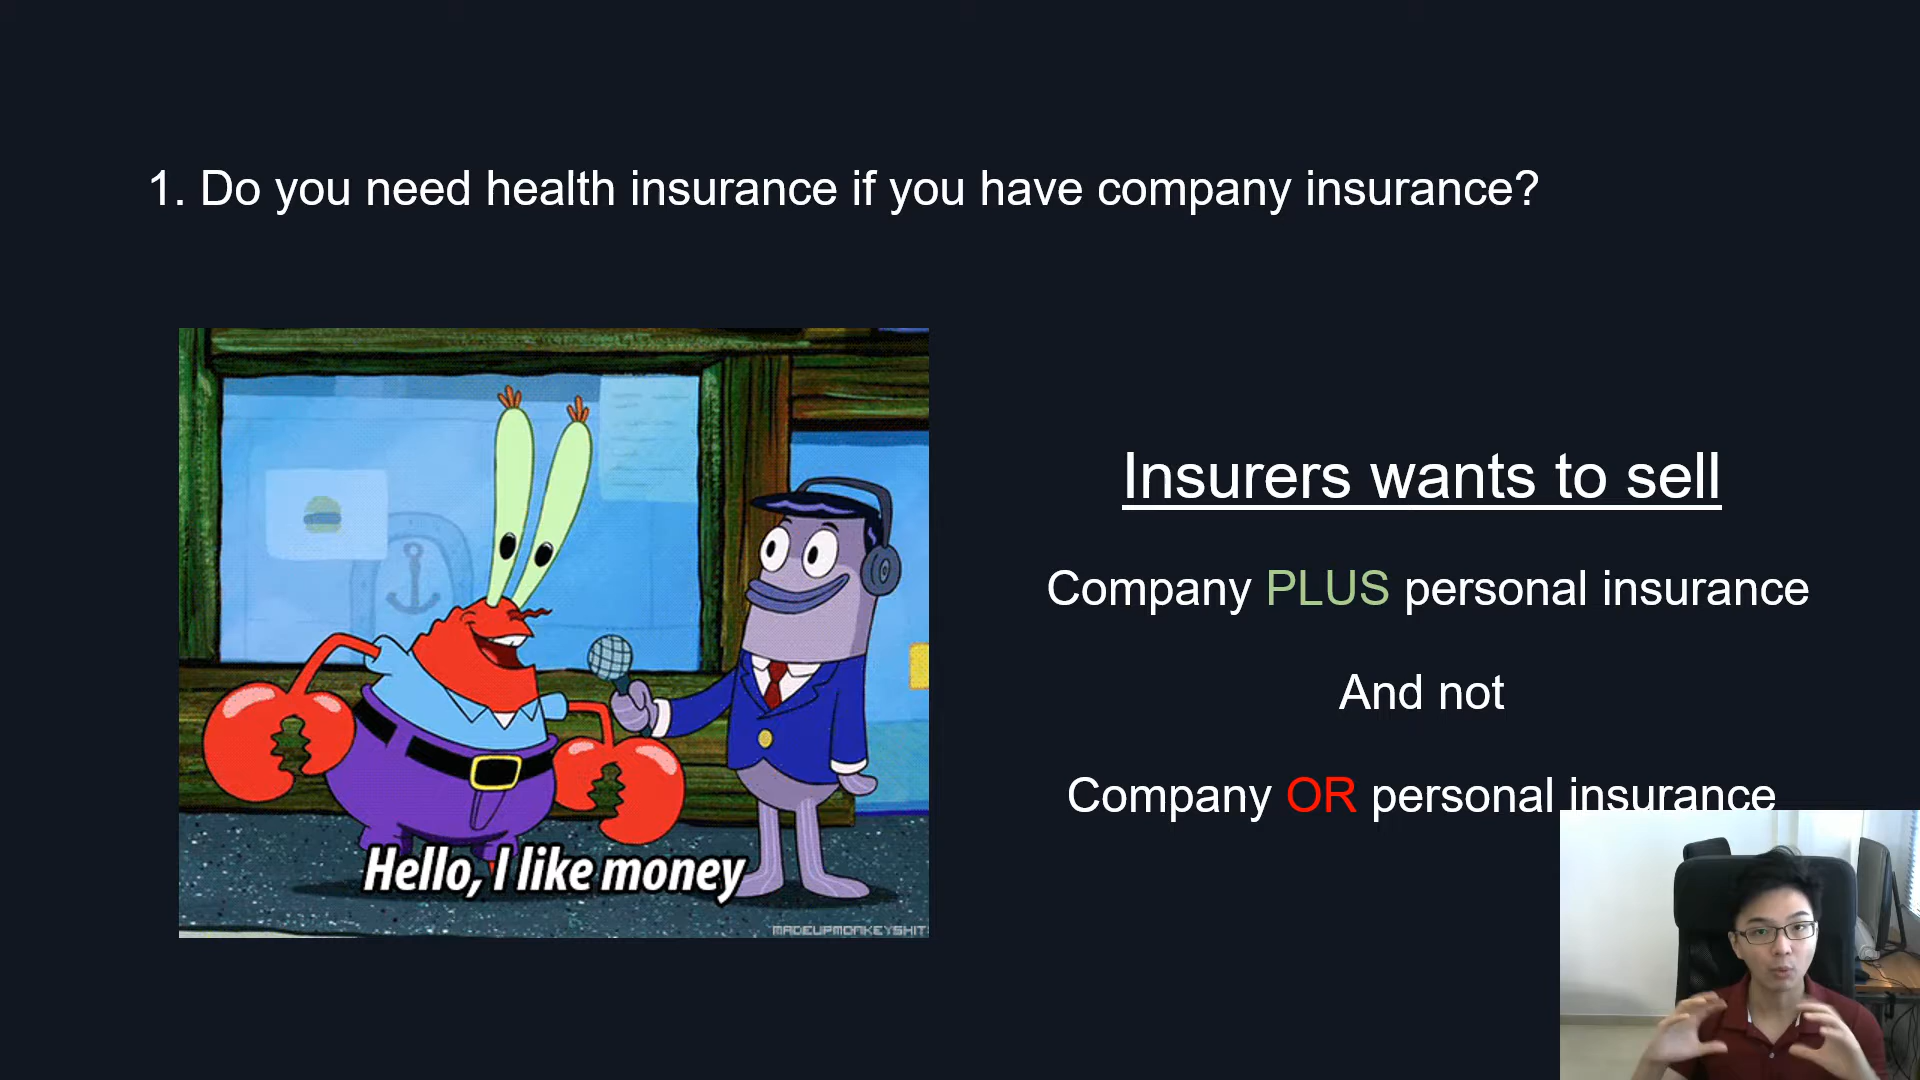 1. Do you need health insurance if you have company insurance?
Insurers wants to sell
Company PLUS personal insurance
And not
Company OR personal insurance
Hello, I like money
MADEUPMONKEYSHIT